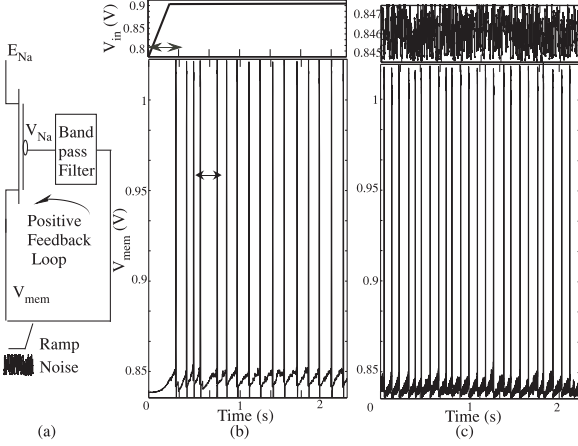 E_Na
V_Na
Band
pass
Filter
Positive
Feedback
Loop
V_mem
Ramp
Noise
(a)
V_in (V)
0.9
0.8
V_mem (V)
1
0.95
0.9
0.85
0
1
2
Time (s)
(b)
0.847
0.846
0.845
1
0.95
0.9
0.85
0
1
2
Time (s)
(c)